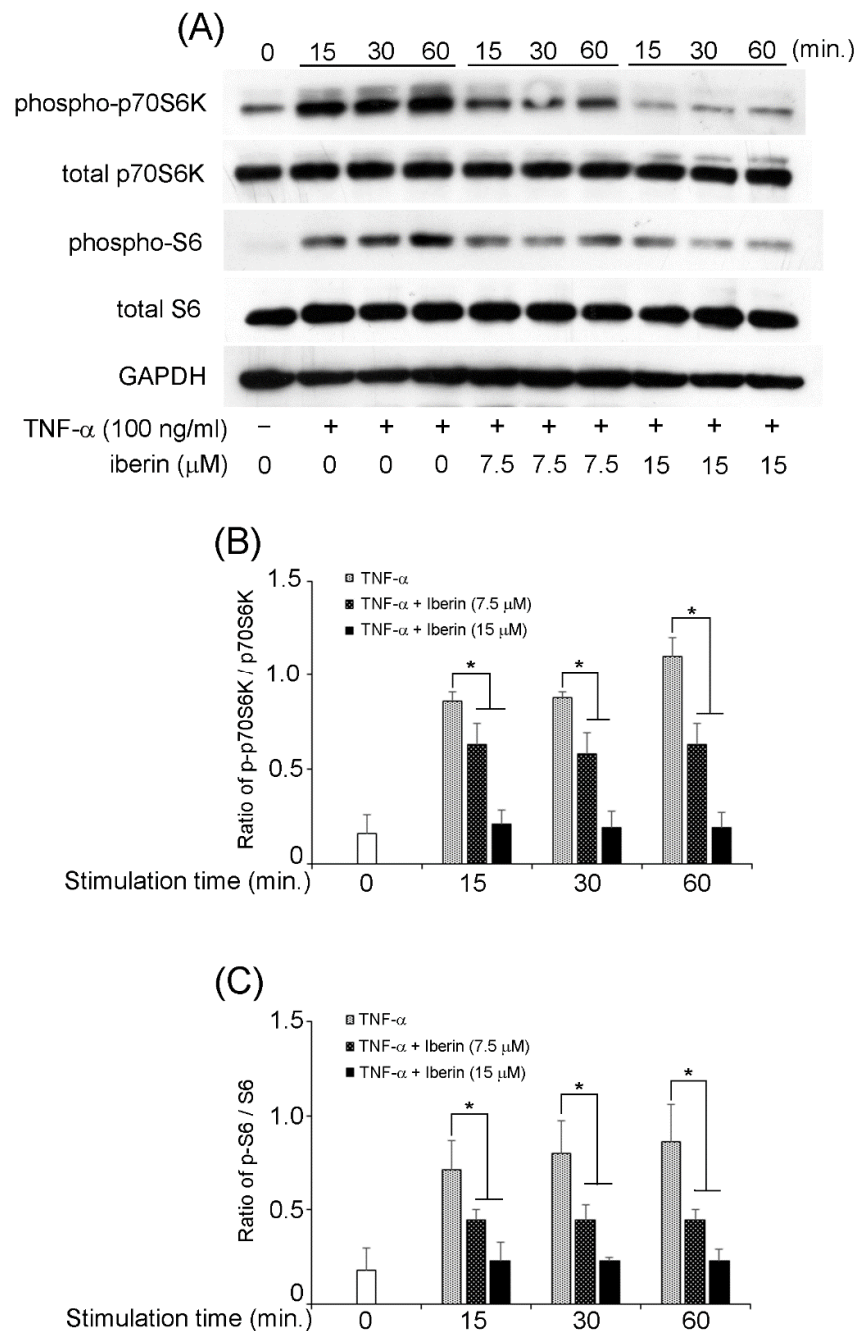 (A)
0 15 30 60 15 30 60 15 30 60 (min.)
phospho-p70S6K
total p70S6K
phospho-S6
total S6
GAPDH
TNF-α (100 ng/ml) – + + + + + + + + +
iberin (μM) 0 0 0 0 7.5 7.5 7.5 15 15 15
(B)
Ratio of p-p70S6K / p70S6K
1.5
1.0
0.5
0
TNF-α
TNF-α + Iberin (7.5 μM)
TNF-α + Iberin (15 μM)
* * *
Stimulation time (min.) 0 15 30 60
(C)
Ratio of p-S6 / S6
1.5
1.0
0.5
0
TNF-α
TNF-α + Iberin (7.5 μM)
TNF-α + Iberin (15 μM)
* * *
Stimulation time (min.) 0 15 30 60